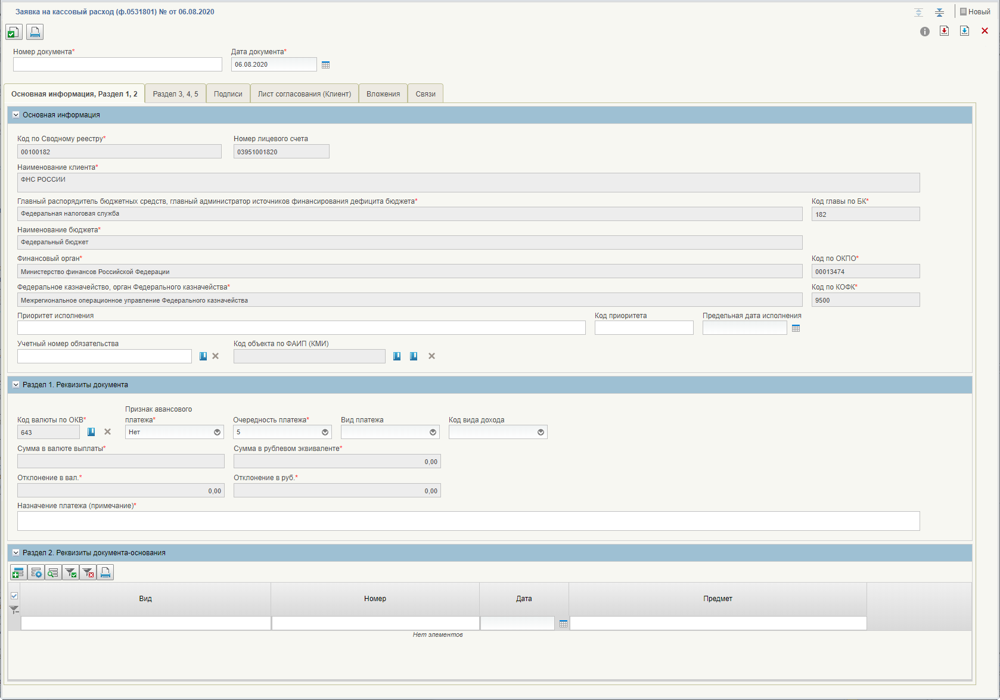 Заявка на кассовый расход (ф.0531801) № от 06.08.2020
Новый
Номер документа*
Дата документа*
06.08.2020
Основная информация, Раздел 1, 2
Раздел 3, 4, 5
Подписи
Лист согласования (Клиент)
Вложения
Связи
Основная информация
Код по Сводному реестру*
Номер лицевого счета
00100182
03951001820
Наименование клиента*
ФНС РОССИИ
Главный распорядитель бюджетных средств, главный администратор источников финансирования дефицита бюджета*
Код главы по БК*
Федеральная налоговая служба
182
Наименование бюджета*
Федеральный бюджет
Финансовый орган*
Код по ОКПО*
Министерство финансов Российской Федерации
00013474
Федеральное казначейство, орган Федерального казначейства*
Код по КОФК*
Межрегиональное операционное управление Федерального казначейства
9500
Приоритет исполнения
Код приоритета
Предельная дата исполнения
Учетный номер обязательства
Код объекта по ФАИП (КМИ)
Раздел 1. Реквизиты документа
Код валюты по ОКВ*
Признак авансового
платежа*
Очередность платежа*
Вид платежа
Код вида дохода
643
Нет
5
Сумма в валюте выплаты*
Сумма в рублевом эквиваленте*
0,00
Отклонение в вал.*
Отклонение в руб.*
0,00
0,00
Назначение платежа (примечание)*
Раздел 2. Реквизиты документа-основания
Вид
Номер
Дата
Предмет
Нет элементов